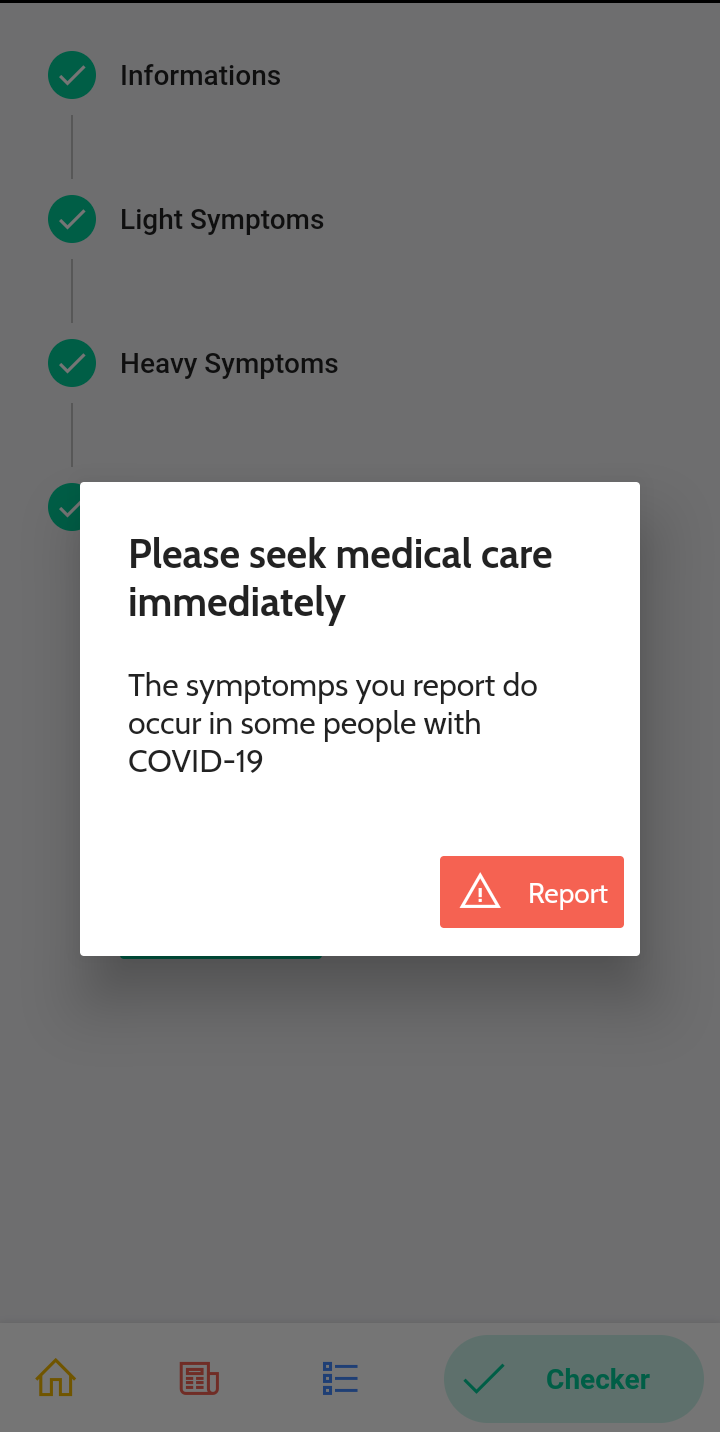 Informations
Light Symptoms
Heavy Symptoms
Please seek medical care
immediately
The symptomps you report do
occur in some people with
COVID-19
Report
Checker